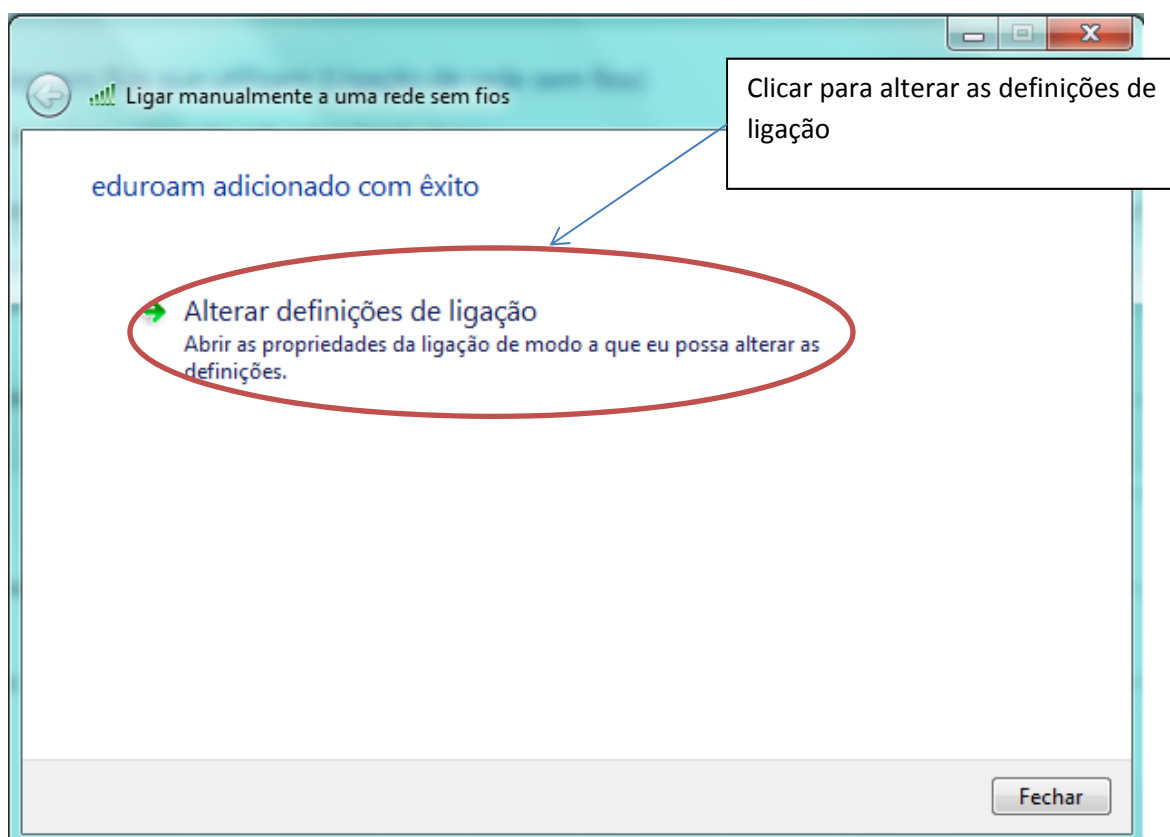 Ligar manualmente a uma rede sem fios
Clicar para alterar as definições de
ligação
eduroam adicionado com êxito
Alterar definições de ligação
Abrir as propriedades da ligação de modo a que eu possa alterar as
definições.
Fechar